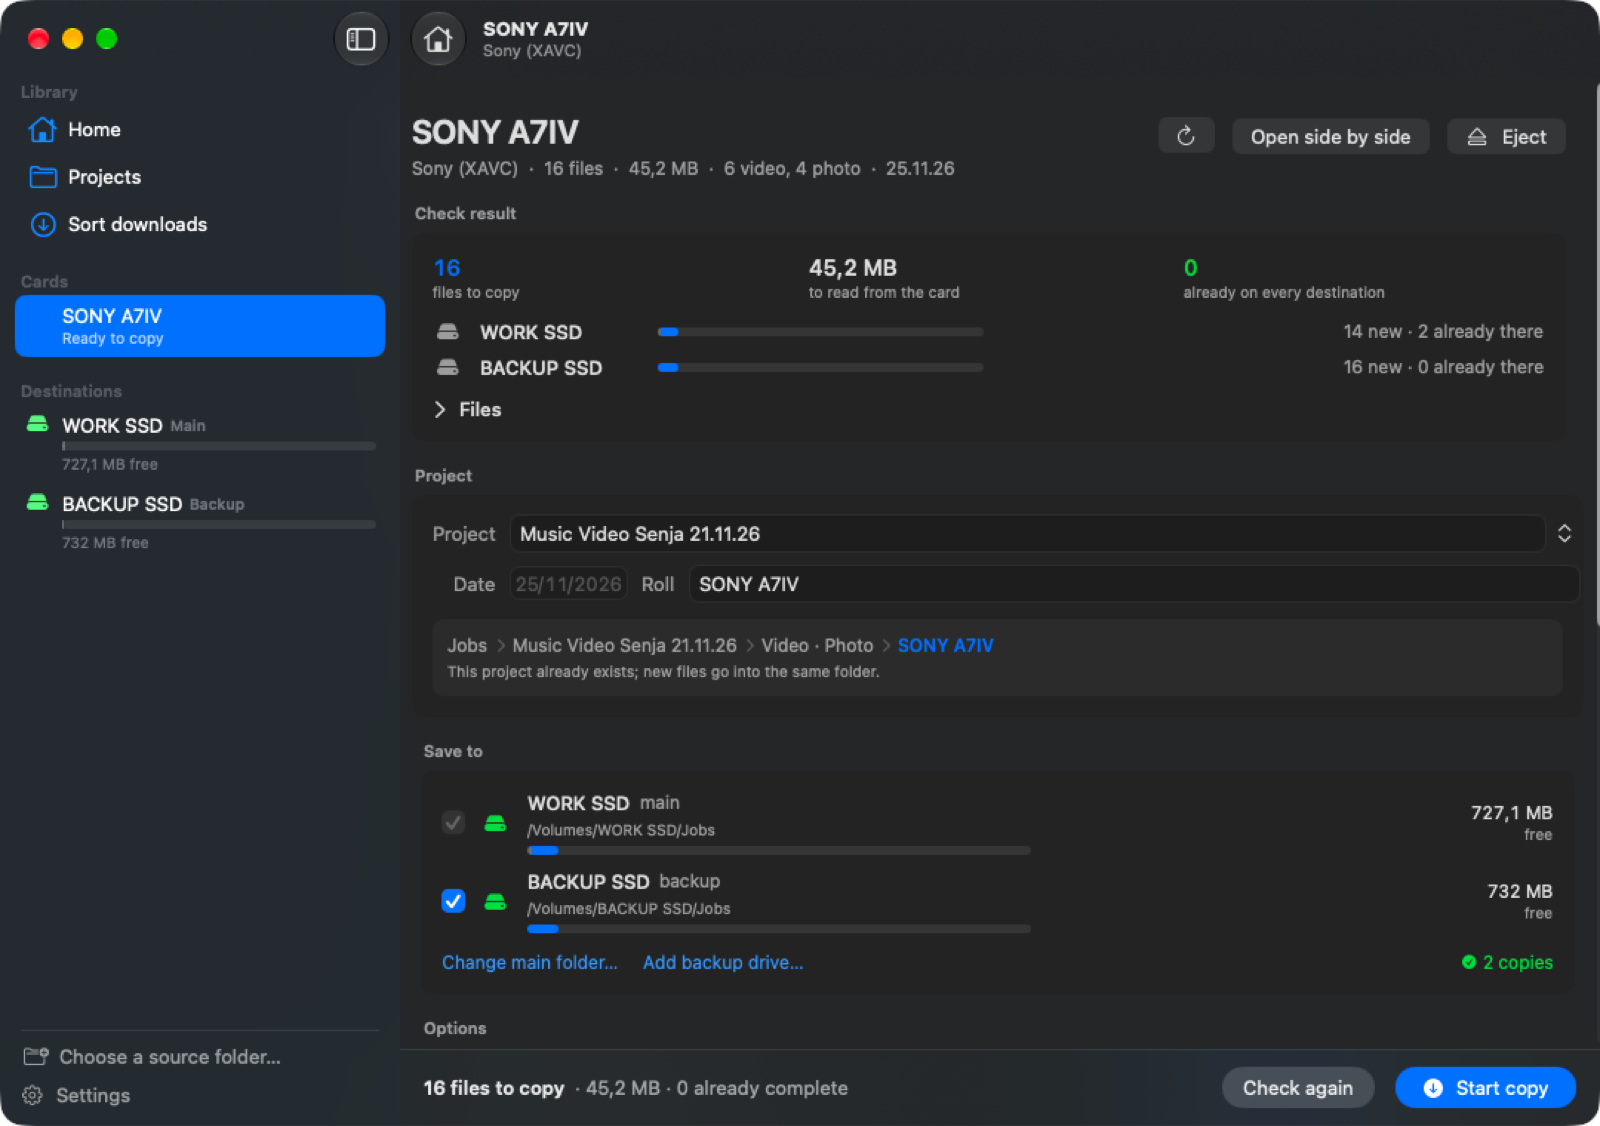 Library
Home
Projects
Sort downloads
Cards
SONY A7IV
Ready to copy
Destinations
WORK SSD Main
727,1 MB free
BACKUP SSD Backup
732 MB free
Choose a source folder...
Settings
SONY A7IV
Sony (XAVC)
SONY A7IV
Sony (XAVC) · 16 files · 45,2 MB · 6 video, 4 photo · 25.11.26
Open side by side
Eject
Check result
16
files to copy
45,2 MB
to read from the card
0
already on every destination
WORK SSD 14 new · 2 already there
BACKUP SSD 16 new · 0 already there
Files
Project
Project Music Video Senja 21.11.26
Date 25/11/2026 Roll SONY A7IV
Jobs > Music Video Senja 21.11.26 > Video · Photo > SONY A7IV
This project already exists; new files go into the same folder.
Save to
WORK SSD main
/Volumes/WORK SSD/Jobs
727,1 MB
free
BACKUP SSD backup
/Volumes/BACKUP SSD/Jobs
732 MB
free
Change main folder... Add backup drive... 2 copies
Options
16 files to copy · 45,2 MB · 0 already complete
Check again
Start copy